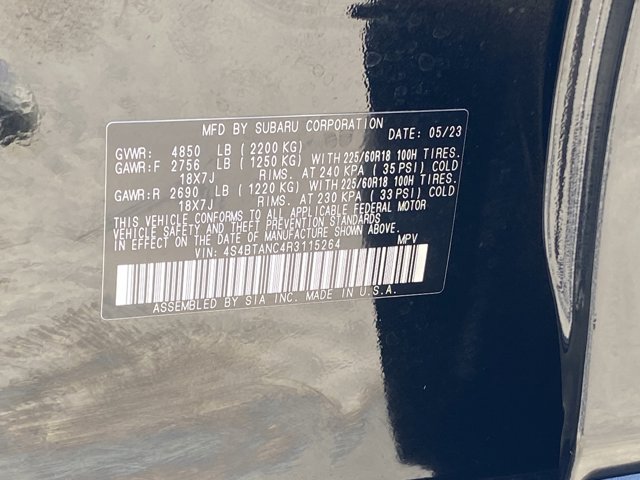 MFD BY SUBARU CORPORATION DATE: 05/23
GVWR: 4850 LB (2200 KG)
GAWR:F 2756 LB (1250 KG) WITH 225/60R18 100H TIRES.
18X7J RIMS. AT 240 KPA (35 PSI) COLD
GAWR:R 2690 LB (1220 KG) WITH 225/60R18 100H TIRES.
18X7J RIMS. AT 230 KPA (33 PSI) COLD
THIS VEHICLE CONFORMS TO ALL APPLICABLE FEDERAL MOTOR
VEHICLE SAFETY AND THEFT PREVENTION STANDARDS
IN EFFECT ON THE DATE OF MANUFACTURE SHOWN ABOVE.
VIN: 4S4BTANC4R3115264 MPV
ASSEMBLED BY SIA INC. MADE IN U.S.A.